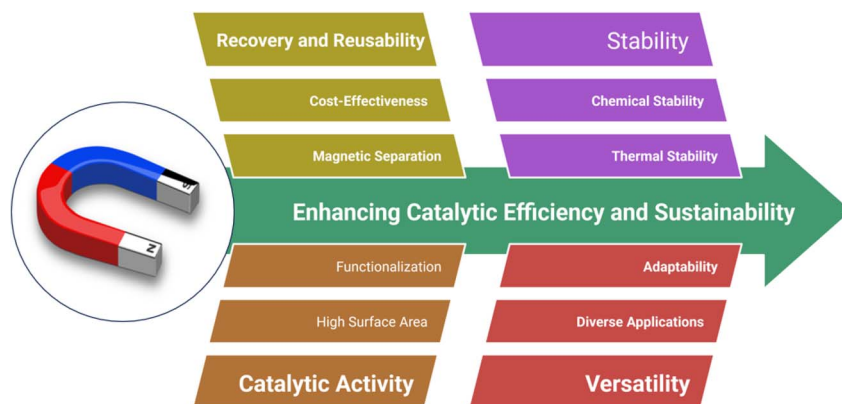 Recovery and Reusability
Stability
Cost-Effectiveness
Chemical Stability
Magnetic Separation
Thermal Stability
S
Enhancing Catalytic Efficiency and Sustainability
N
Functionalization
Adaptability
High Surface Area
Diverse Applications
Catalytic Activity
Versatility